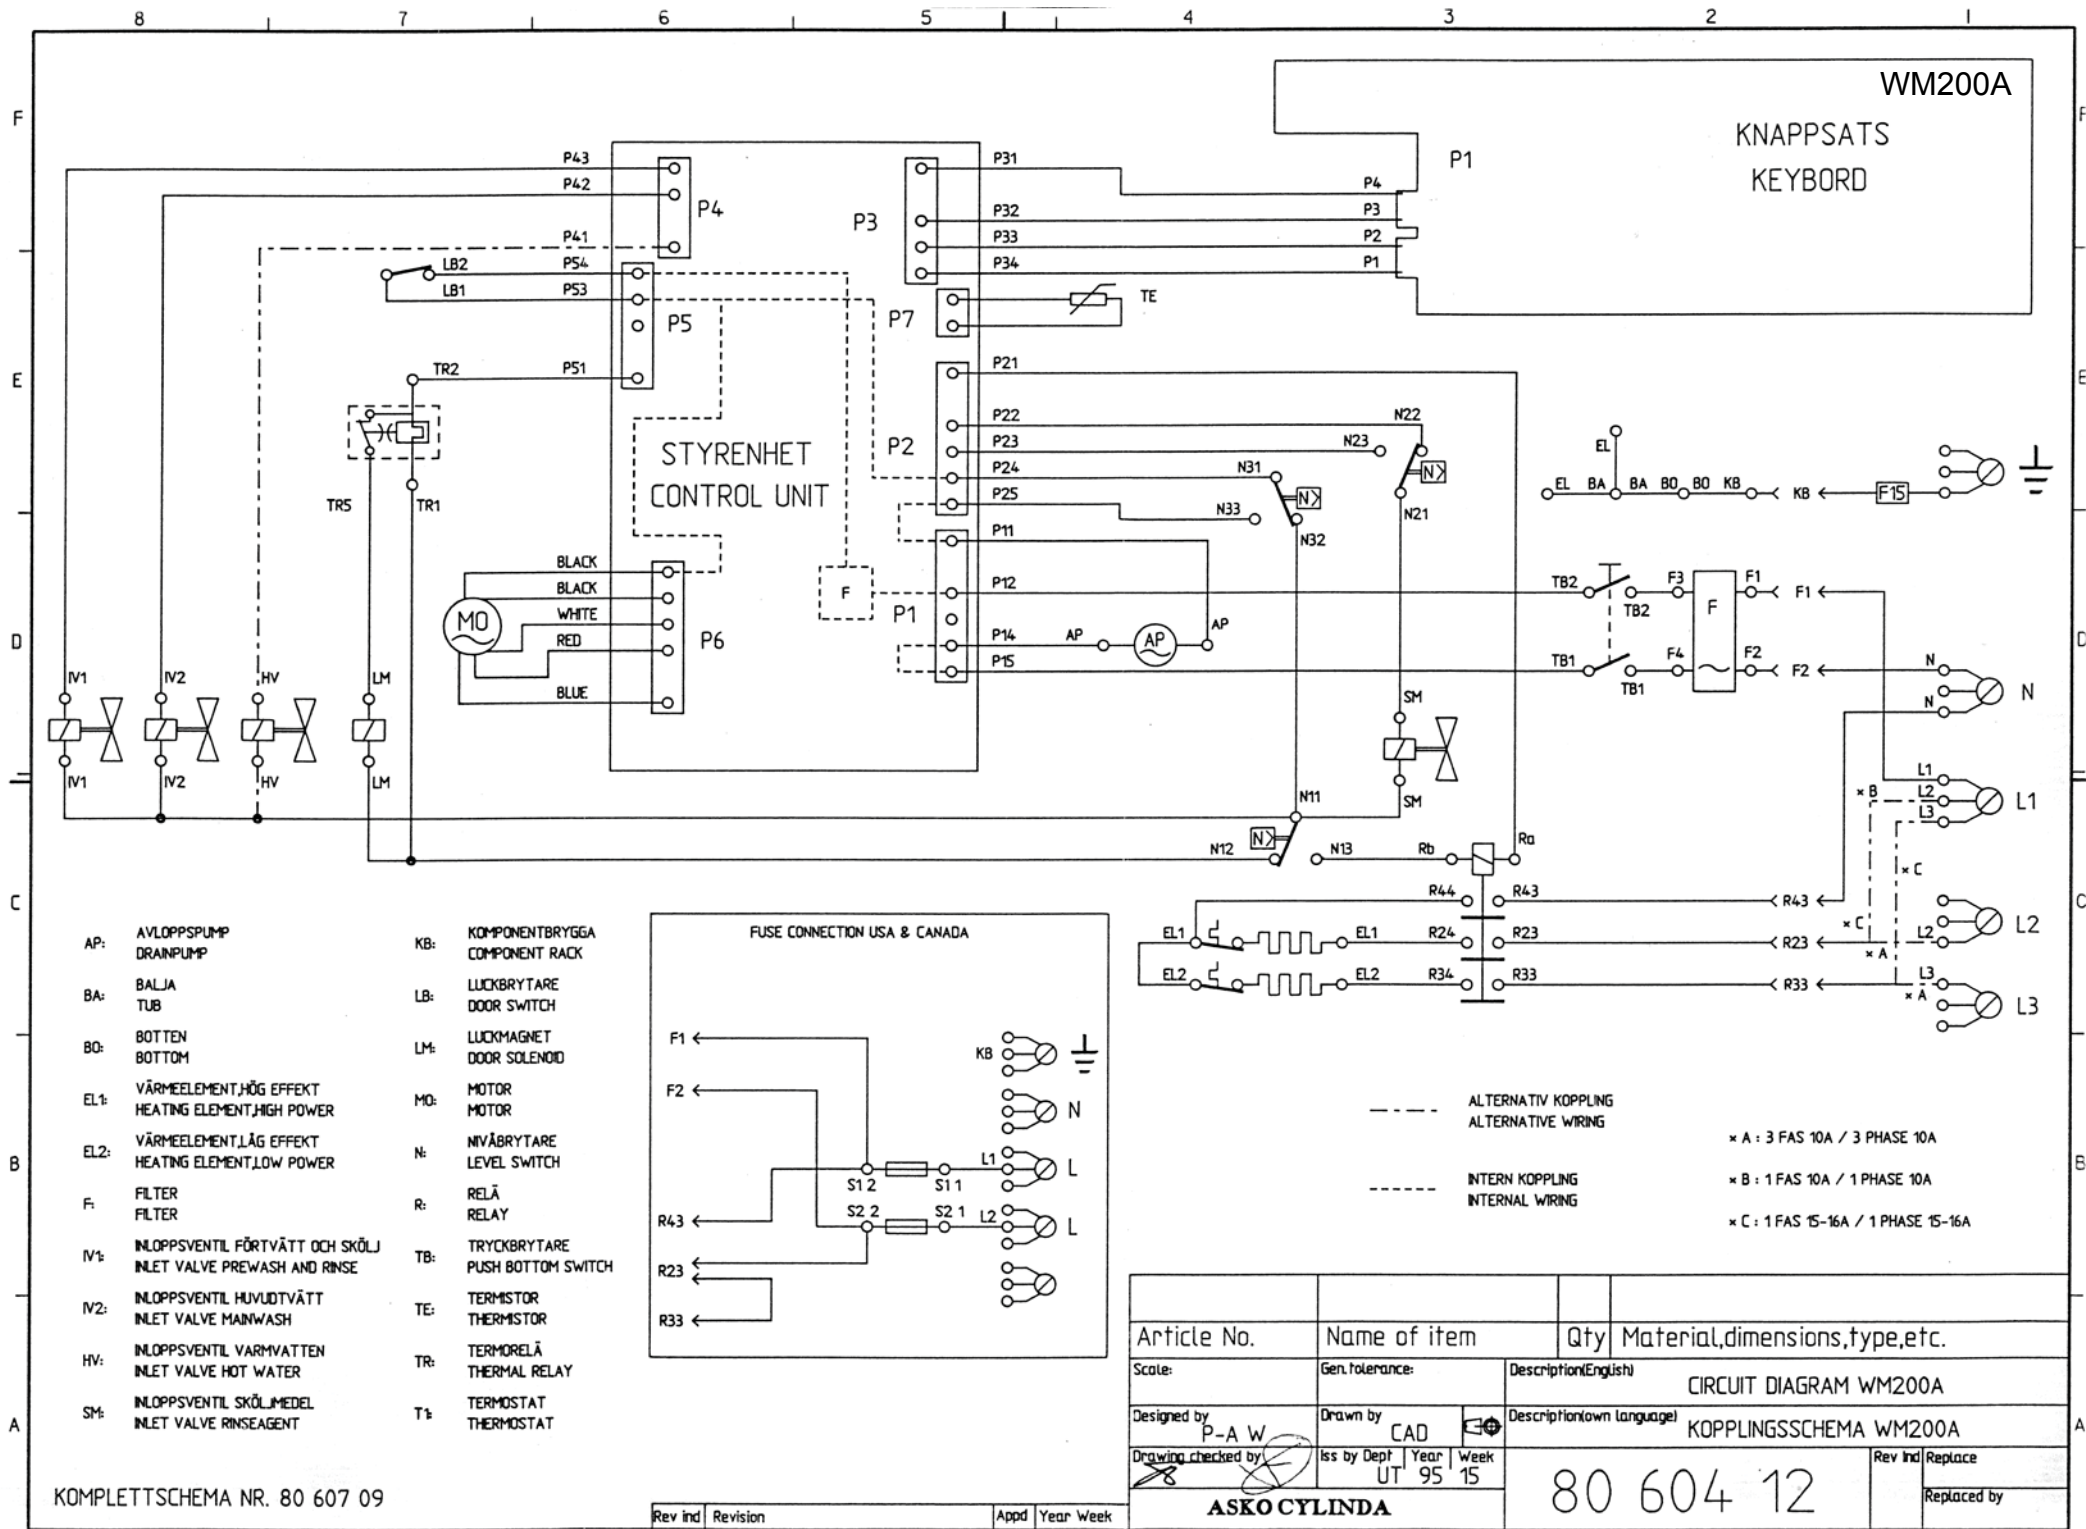 8 7 6 5 4 3 2 1
WM200A
KNAPPSATS
KEYBORD
P1
F
F
P43
P42
P41
P4
P3
P31
P32
P33
P34
P4
P3
P2
P1
LB2
LB1
P54
P53
P5
P7
TE
E
E
TR2
P51
P21
P22
P23
P24
P25
P2
N22
N23
N31
N33
N32
N21
N>
N>
STYRENHET
CONTROL UNIT
TR5
TR1
EL
EL BA BA BO BO KB KB F15
P11
P12
P1
P14
P15
F
BLACK
BLACK
WHITE
RED
BLUE
MO
P6
AP
AP
AP
D
D
TB2
TB2
F3
F1
F1
F
TB1
TB1
F4
F2
F2
N
N
N
IV1
IV2
HV
LM
IV1
IV2
HV
LM
SM
SM
N11
N>
N12
N13
Rb
Ra
L1
L2
L3
L1
× B
× C
× C
× A
× A
C
C
R44
R43
R43
EL1
EL1
R24
R23
R23
L2
L2
EL2
EL2
R34
R33
R33
L3
L3
AP: AVLOPPSPUMP
DRAINPUMP
BA: BALJA
TUB
BO: BOTTEN
BOTTOM
EL1: VÄRMEELEMENT,HÖG EFFEKT
HEATING ELEMENT,HIGH POWER
EL2: VÄRMEELEMENT,LÅG EFFEKT
HEATING ELEMENT,LOW POWER
F: FILTER
FILTER
IV1: INLOPPSVENTIL FÖRTVÄTT OCH SKÖLJ
INLET VALVE PREWASH AND RINSE
IV2: INLOPPSVENTIL HUVUDTVÄTT
INLET VALVE MAINWASH
HV: INLOPPSVENTIL VARMVATTEN
INLET VALVE HOT WATER
SM: INLOPPSVENTIL SKÖLJMEDEL
INLET VALVE RINSEAGENT
KB: KOMPONENTBRYGGA
COMPONENT RACK
LB: LUCKBRYTARE
DOOR SWITCH
LM: LUCKMAGNET
DOOR SOLENOID
MO: MOTOR
MOTOR
N: NIVÅBRYTARE
LEVEL SWITCH
R: RELÄ
RELAY
TB: TRYCKBRYTARE
PUSH BOTTOM SWITCH
TE: TERMISTOR
THERMISTOR
TR: TERMORELÄ
THERMAL RELAY
T1: TERMOSTAT
THERMOSTAT
FUSE CONNECTION USA & CANADA
F1
F2
KB
N
S1 2 S1 1 L1 L
S2 2 S2 1 L2 L
R43
R23
R33
ALTERNATIV KOPPLING
ALTERNATIVE WIRING
INTERN KOPPLING
INTERNAL WIRING
× A : 3 FAS 10A / 3 PHASE 10A
× B : 1 FAS 10A / 1 PHASE 10A
× C : 1 FAS 15-16A / 1 PHASE 15-16A
B
B
A
A
KOMPLETTSCHEMA NR. 80 607 09
Rev ind Revision Appd Year Week
Article No. Name of item Qty Material,dimensions,type,etc.
Scale: Gen.tolerance: Description(English)
CIRCUIT DIAGRAM WM200A
Designed by P-A W Drawn by CAD Description(own language)
KOPPLINGSSCHEMA WM200A
Drawing checked by Iss by Dept UT Year 95 Week 15
80 604 12
Rev Ind Replace
Replaced by
ASKO CYLINDA